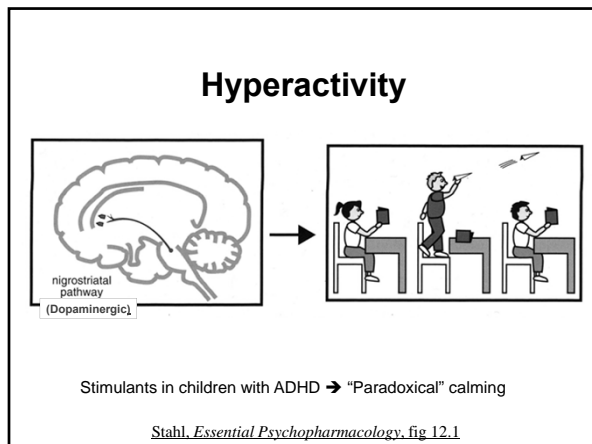 Hyperactivity
nigrostriatal
pathway
(Dopaminergic)
Stimulants in children with ADHD ➔ “Paradoxical” calming
Stahl, Essential Psychopharmacology, fig 12.1